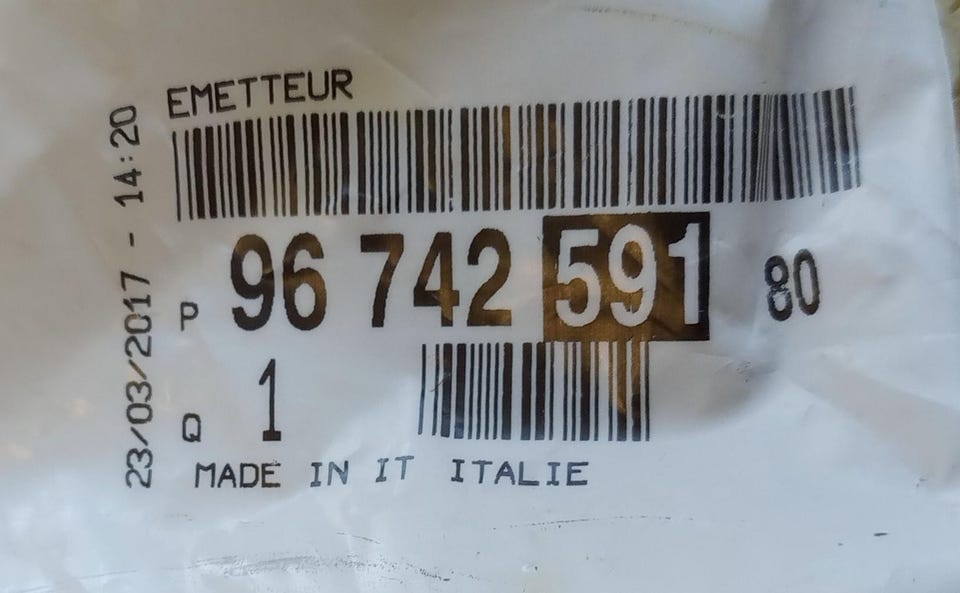 EMETTEUR
P 96 742 591 80
Q 1
MADE IN IT ITALIE
23/03/2017 - 14:20